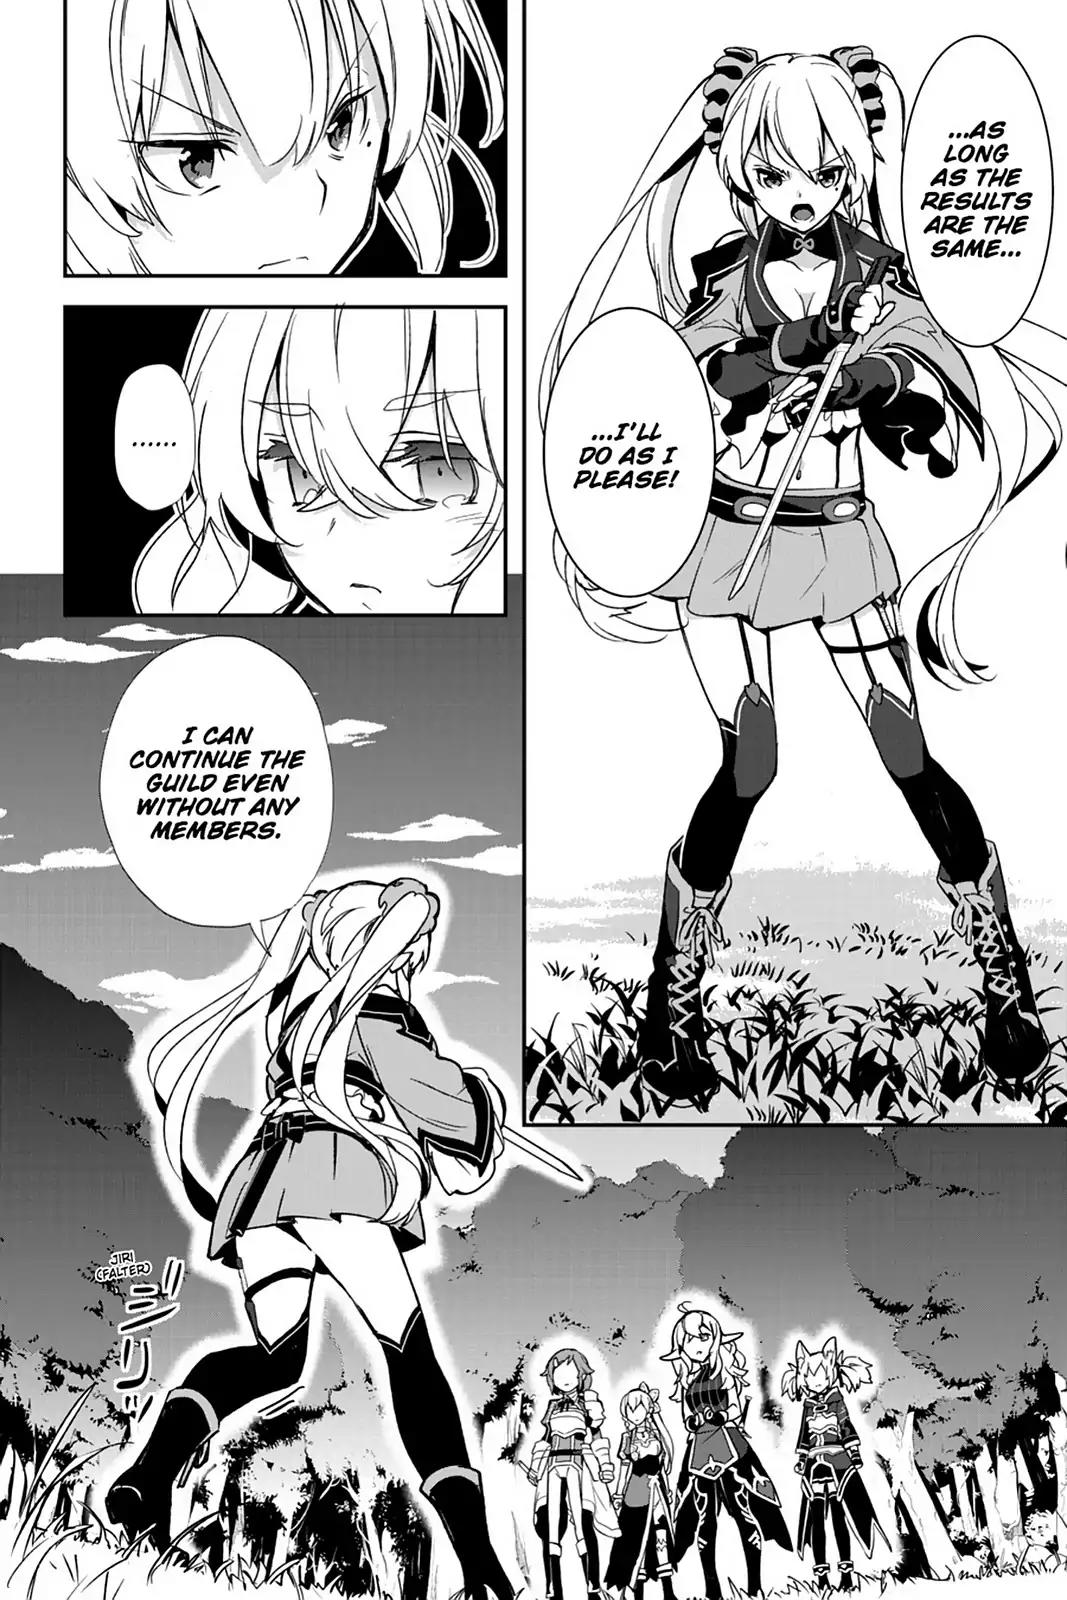 ...AS
LONG
AS THE
RESULTS
ARE THE
SAME...
...I'LL
DO AS I
PLEASE!
......
I CAN
CONTINUE THE
GUILD EVEN
WITHOUT ANY
MEMBERS.
JIRI
(FALTER)
ジリッ